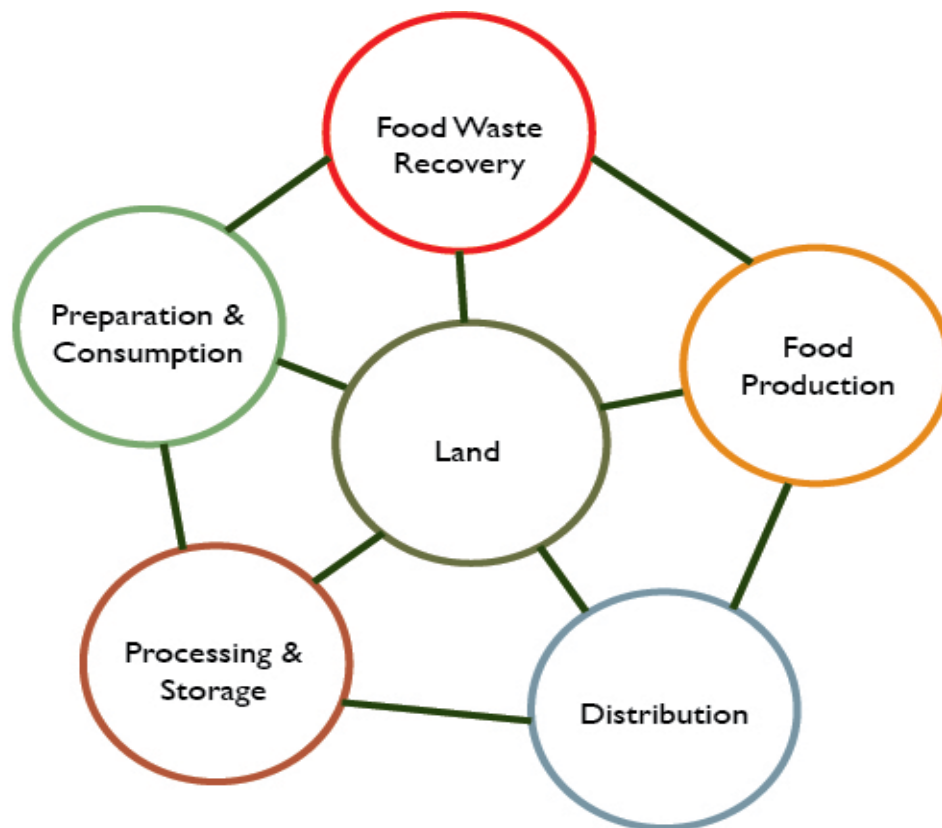 Food Waste
Recovery
Preparation &
Consumption
Food
Production
Land
Processing &
Storage
Distribution